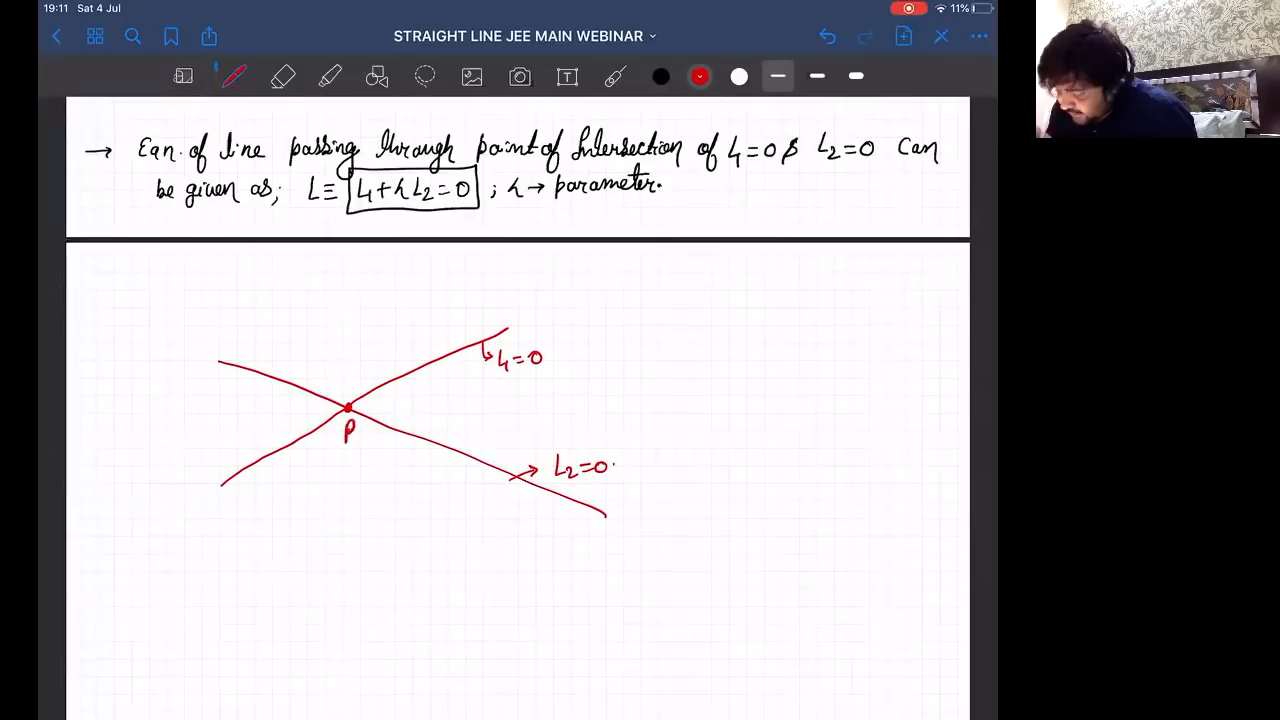 19:11 Sat 4 Jul
11%
STRAIGHT LINE JEE MAIN WEBINAR
→ Eqn. of line passing through point of Intersection of L1=0 & L2=0 can
be given as; L≡ L1+λL2=0 ; λ→ parameter.
L1=0
P
L2=0.